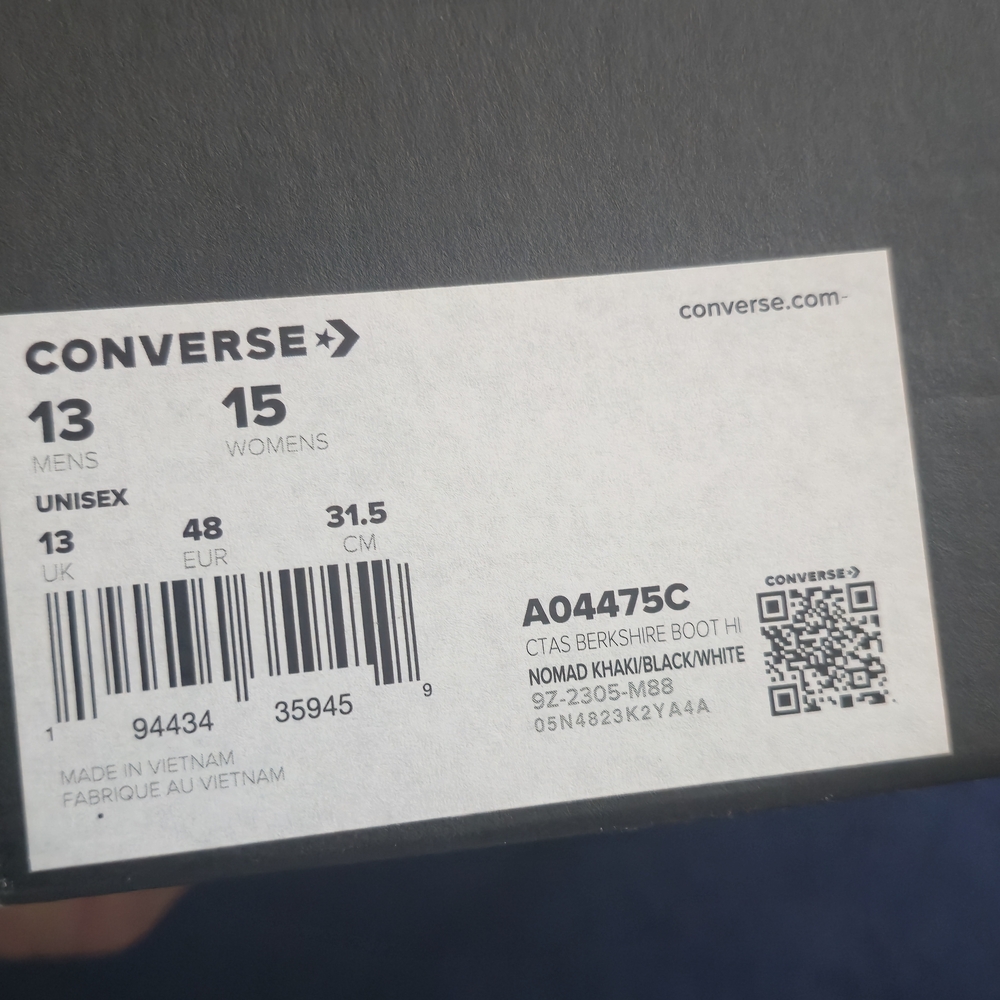 converse.com
CONVERSE
13 15
MENS WOMENS
UNISEX
13 48 31.5
UK EUR CM
1 94434 35945 9
MADE IN VIETNAM
FABRIQUE AU VIETNAM
CONVERSE
A04475C
CTAS BERKSHIRE BOOT HI
NOMAD KHAKI/BLACK/WHITE
9Z-2305-M88
05N4823K2YA4A